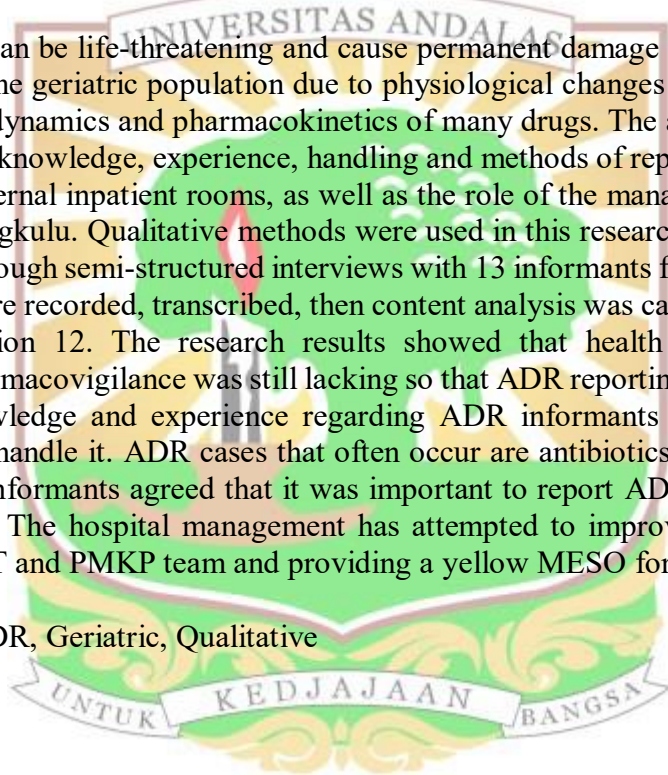 UNIVERSITAS ANDALAS
an be life-threatening and cause permanent damage
ne geriatric population due to physiological changes
dynamics and pharmacokinetics of many drugs. The a
knowledge, experience, handling and methods of rep
ernal inpatient rooms, as well as the role of the mana
gkulu. Qualitative methods were used in this researc
ough semi-structured interviews with 13 informants f
re recorded, transcribed, then content analysis was ca
ion 12. The research results showed that health
macovigilance was still lacking so that ADR reportin
wledge and experience regarding ADR informants
handle it. ADR cases that often occur are antibiotics
nformants agreed that it was important to report AD
The hospital management has attempted to improv
T and PMKP team and providing a yellow MESO for
DR, Geriatric, Qualitative
UNTUK KEDJAJAAN BANGSA